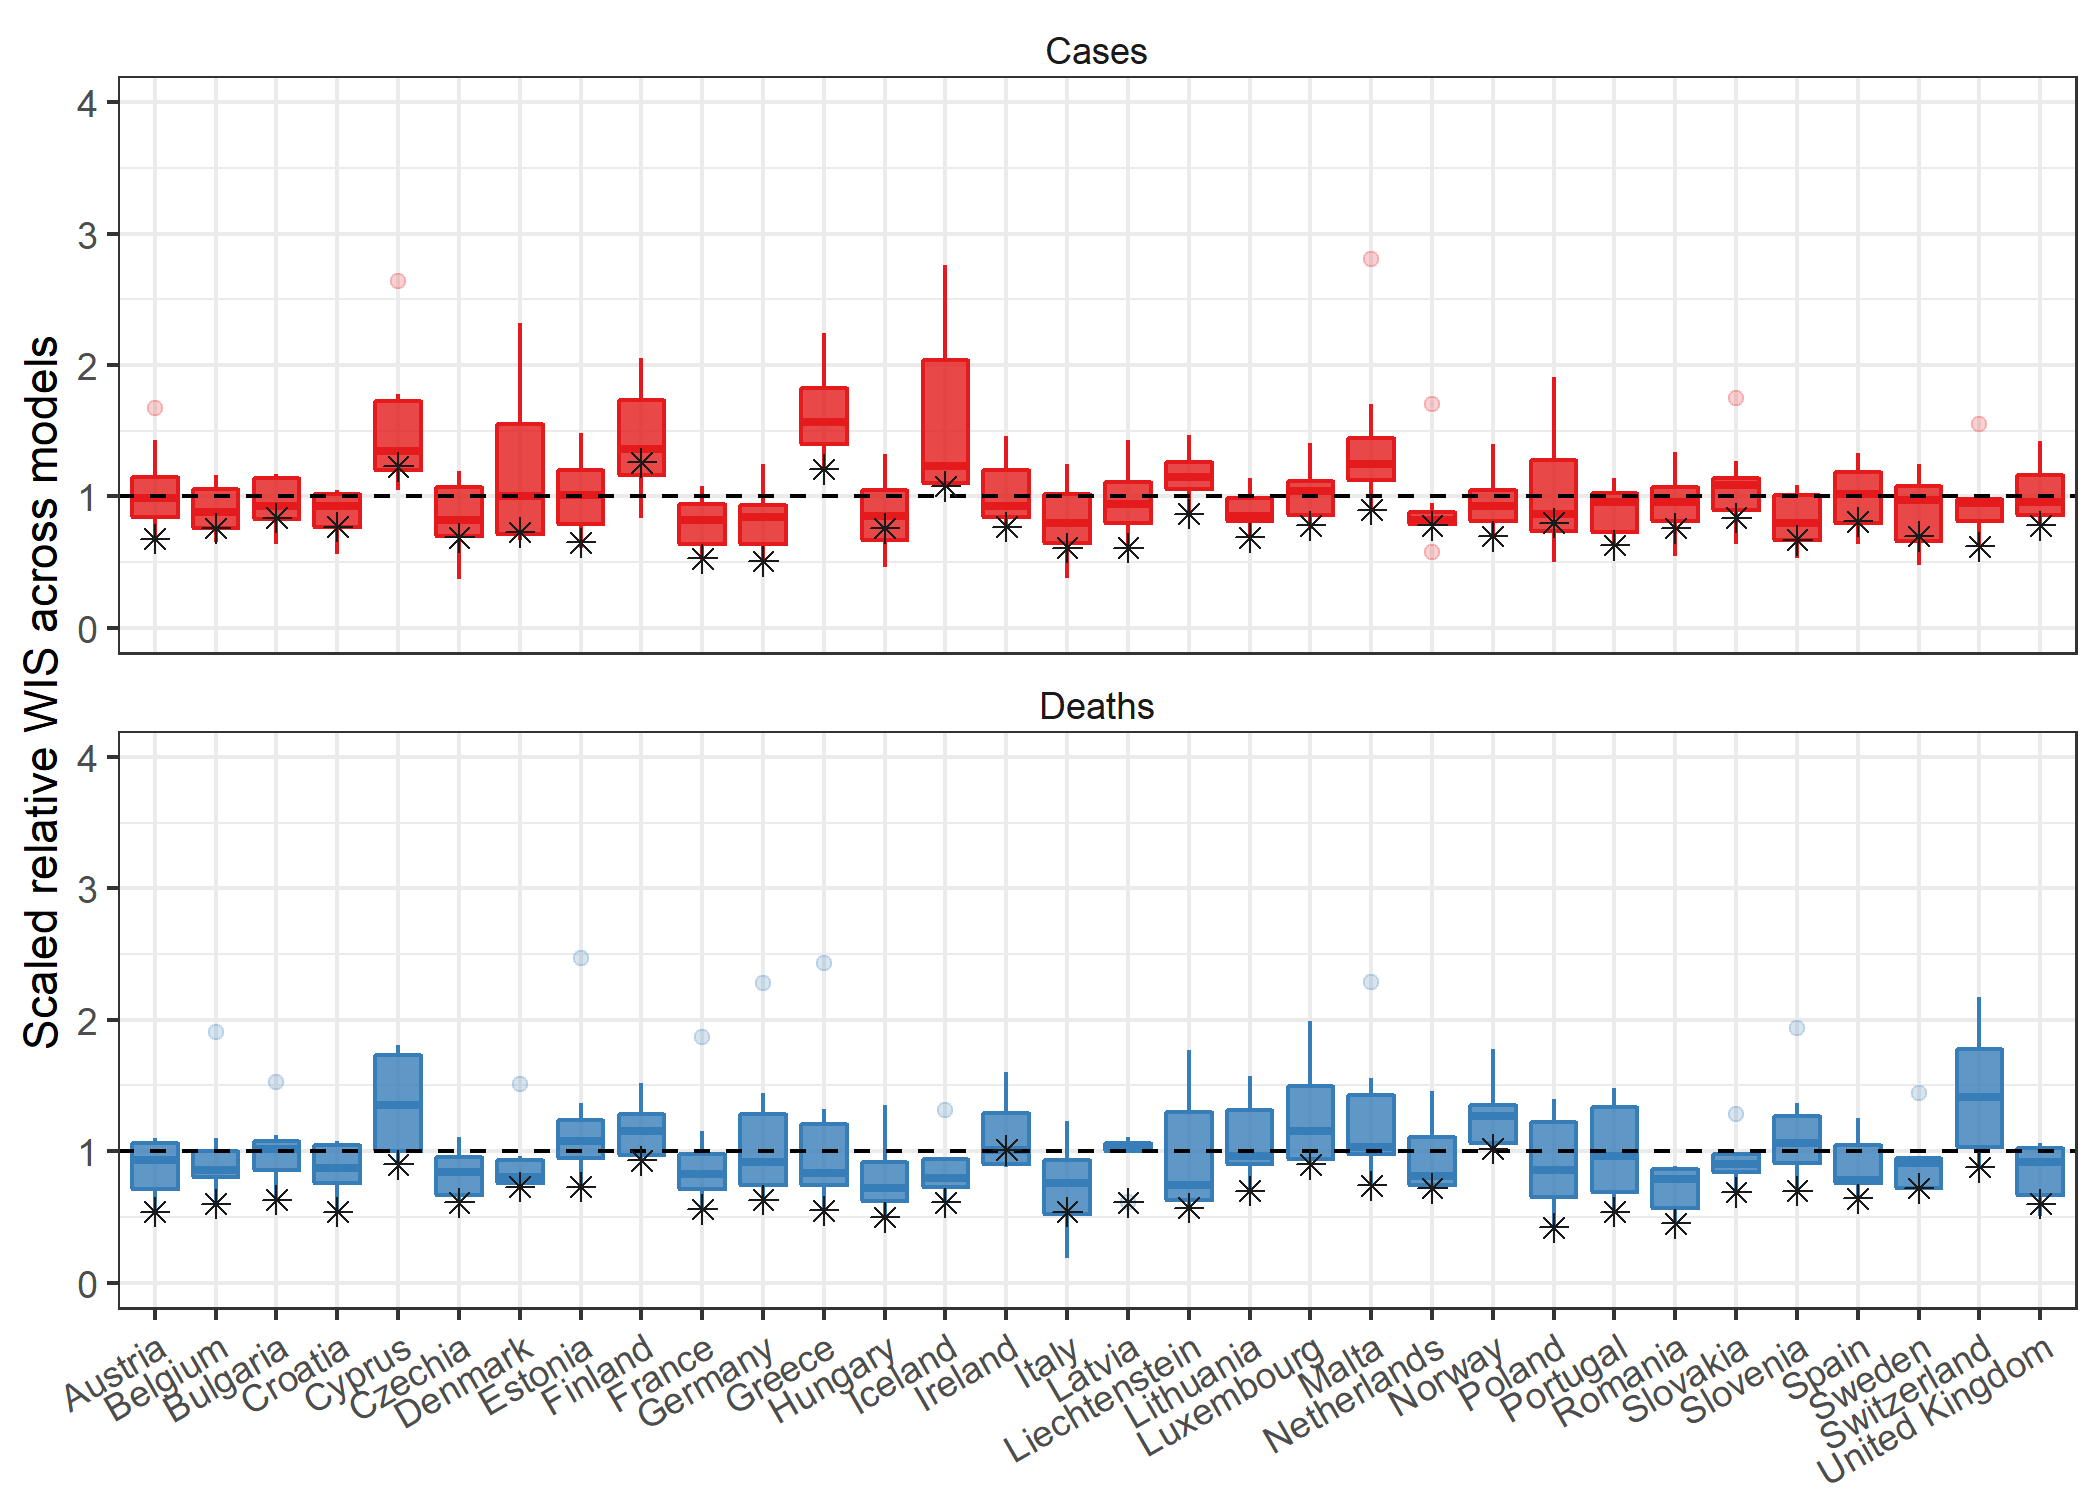 Cases
4
3
2
1
0
Scaled relative WIS across models
Deaths
4
3
2
1
0
Austria
Belgium
Bulgaria
Croatia
Cyprus
Czechia
Denmark
Estonia
Finland
France
Germany
Greece
Hungary
Iceland
Ireland
Italy
Latvia
Liechtenstein
Lithuania
Luxembourg
Malta
Netherlands
Norway
Poland
Portugal
Romania
Slovakia
Slovenia
Spain
Sweden
Switzerland
United Kingdom